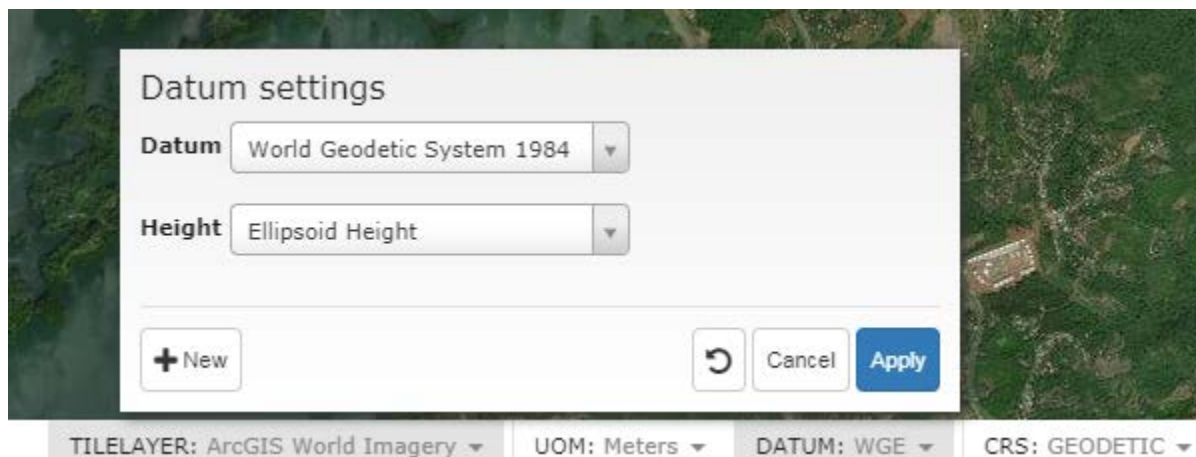 Datum settings
Datum World Geodetic System 1984
Height Ellipsoid Height
New Cancel Apply
TILELAYER: ArcGIS World Imagery UOM: Meters DATUM: WGE CRS: GEODETIC